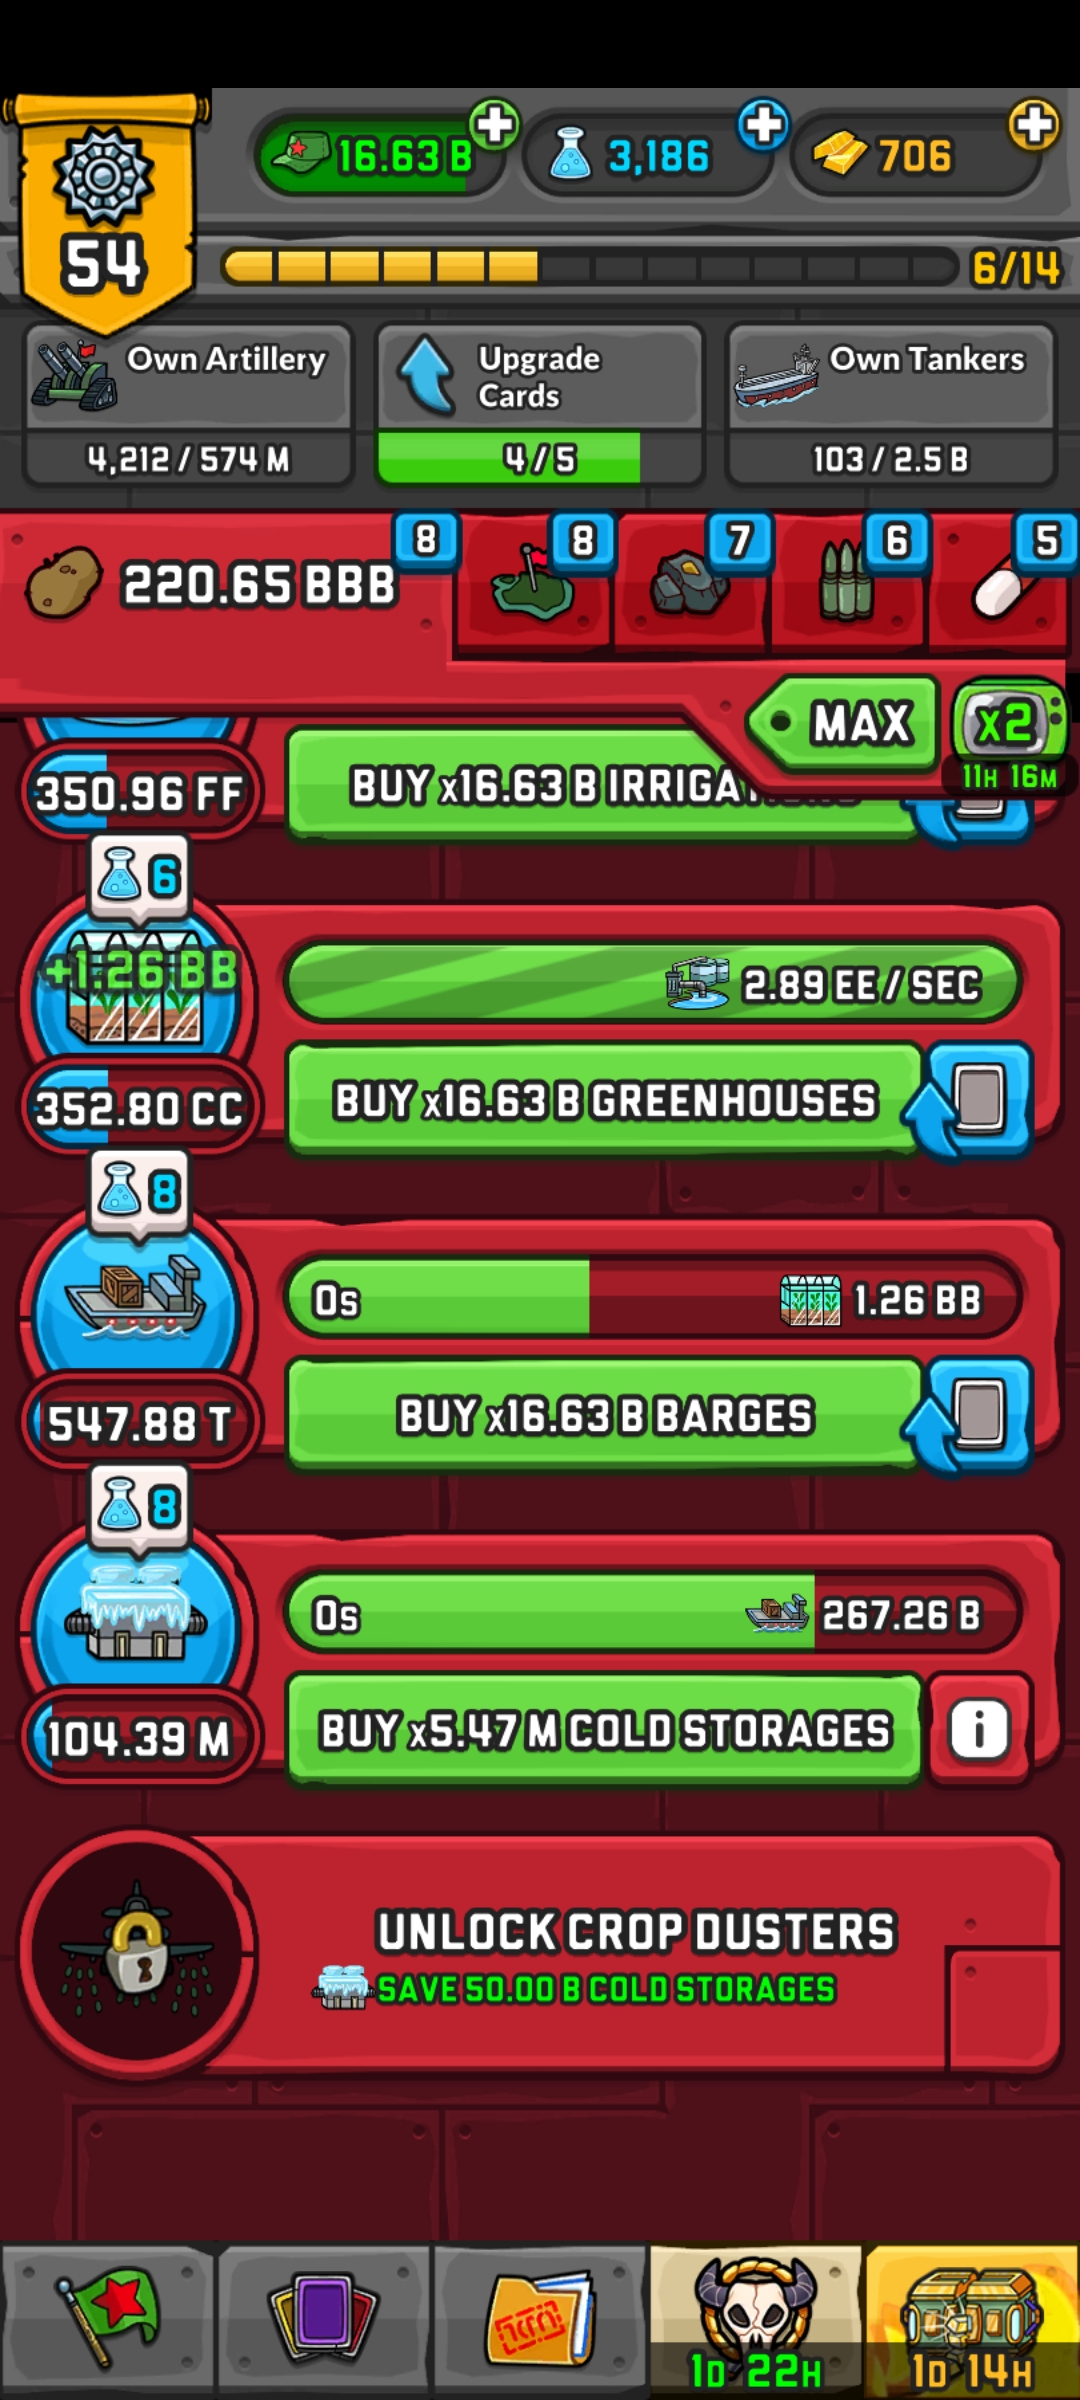 54
16.63 B
3,186
706
6/14
Own Artillery
4,212 / 574 M
Upgrade
Cards
4 / 5
Own Tankers
103 / 2.5 B
220.65 BBB
8
8
7
6
5
MAX
x2
11H 16M
350.96 FF
BUY x16.63 B
6
+1.26 BB
2.89 EE / SEC
352.80 CC
BUY x16.63 B GREENHOUSES
8
0s
1.26 BB
547.88 T
BUY x16.63 B BARGES
8
0s
267.26 B
104.39 M
BUY x5.47 M COLD STORAGES
i
UNLOCK CROP DUSTERS
SAVE 50.00 B COLD STORAGES
1D 22H
1D 14H